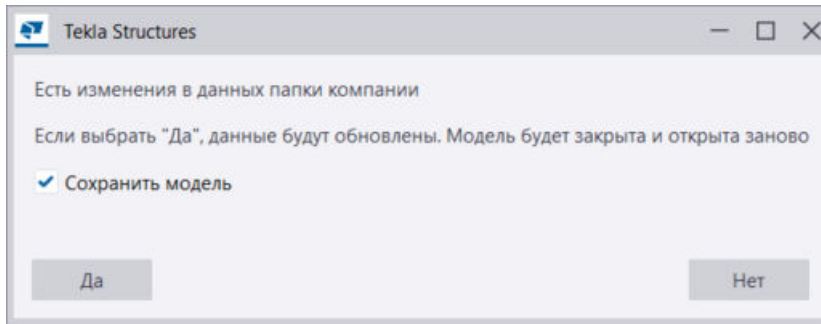 Tekla Structures
Есть изменения в данных папки компании
Если выбрать "Да", данные будут обновлены. Модель будет закрыта и открыта заново
Сохранить модель
Да
Нет